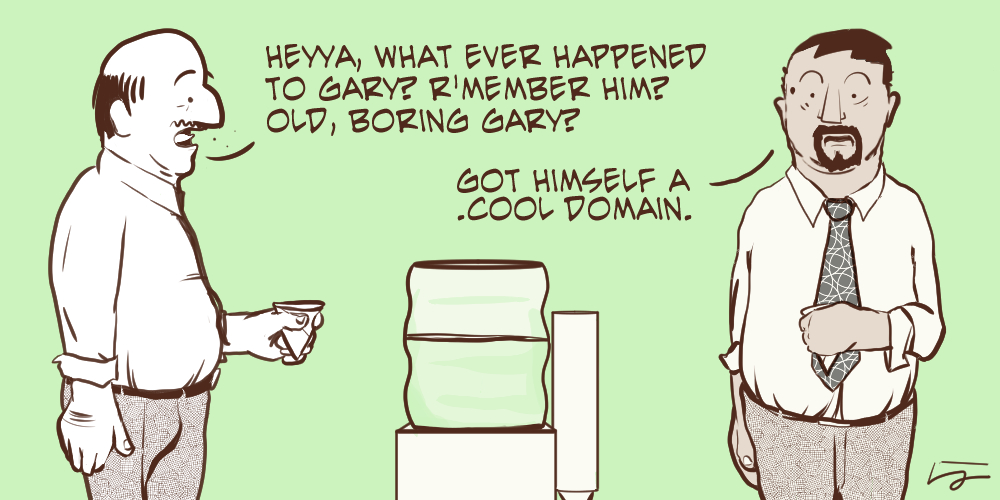 HEYYA, WHAT EVER HAPPENED
TO GARY? R'MEMBER HIM?
OLD, BORING GARY?
GOT HIMSELF A
.COOL DOMAIN.